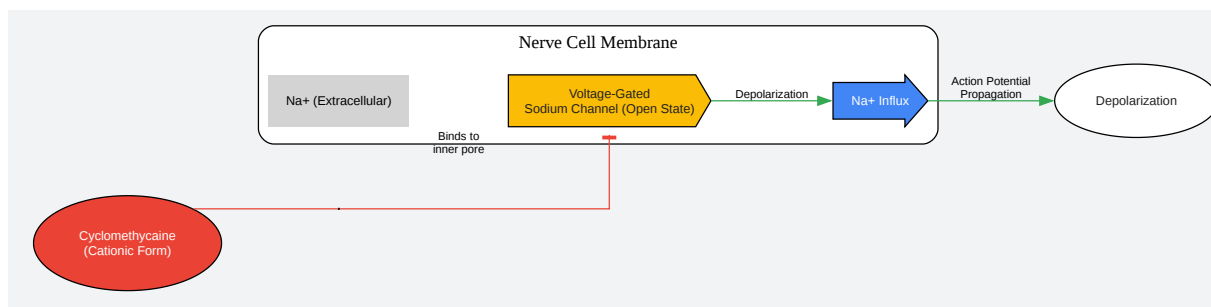 Nerve Cell Membrane
Na+ (Extracellular)
Voltage-Gated
Sodium Channel (Open State)
Depolarization
Na+ Influx
Action Potential
Propagation
Depolarization
Binds to
inner pore
Cyclomethycaine
(Cationic Form)